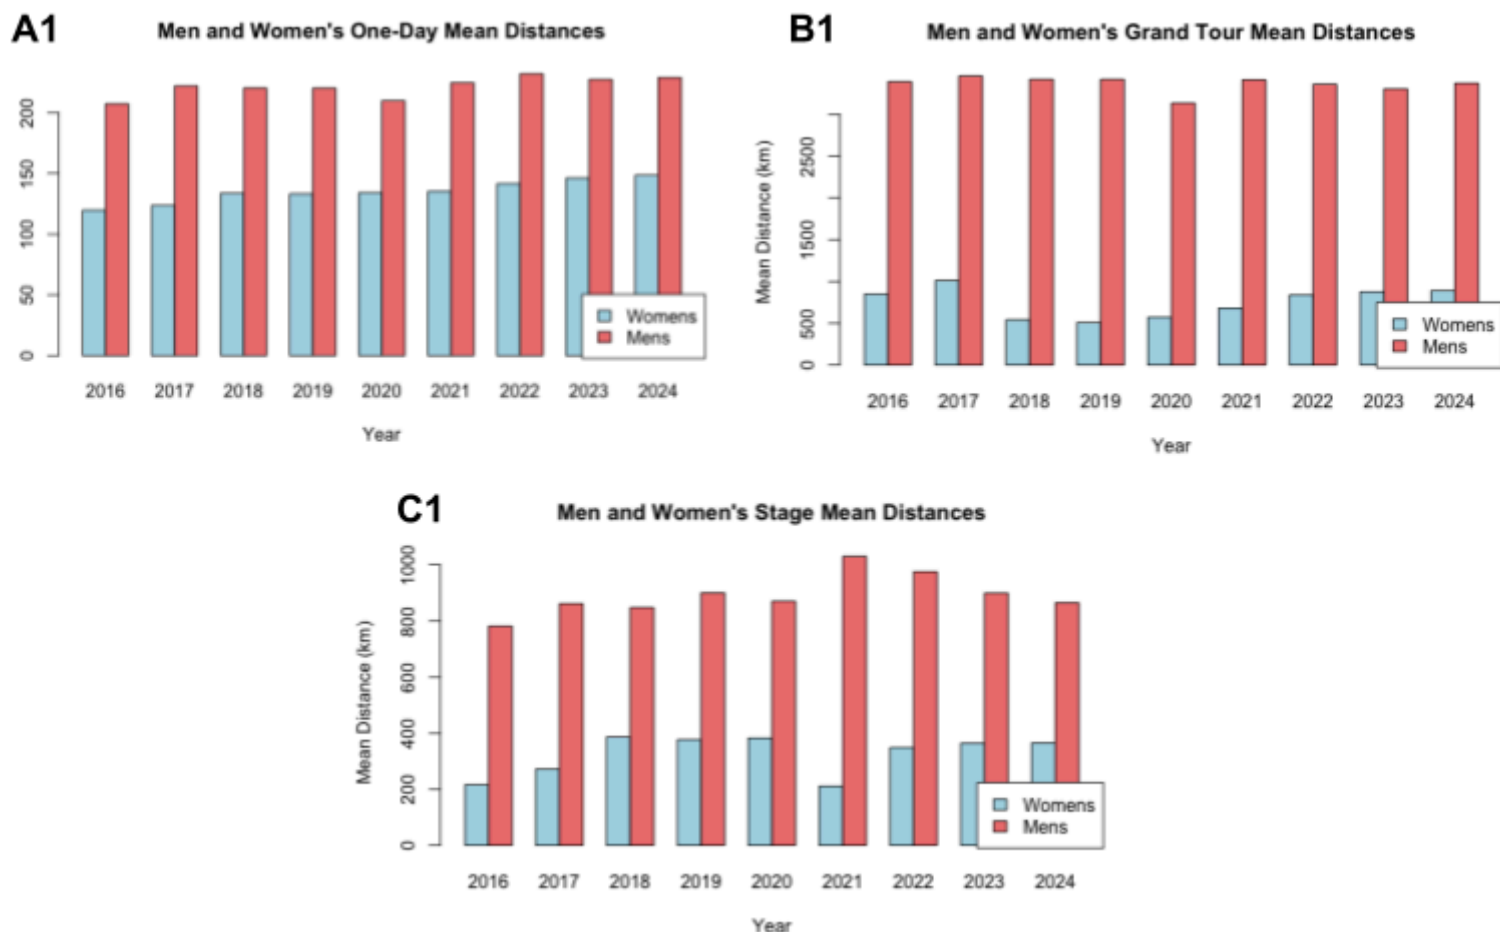 A1
Men and Women's One-Day Mean Distances
200
150
100
50
0
2016 2017 2018 2019 2020 2021 2022 2023 2024
Year
Womens
Mens
B1
Men and Women's Grand Tour Mean Distances
Mean Distance (km)
2500
1500
500
0
2016 2017 2018 2019 2020 2021 2022 2023 2024
Year
Womens
Mens
C1
Men and Women's Stage Mean Distances
Mean Distance (km)
1000
800
600
400
200
0
2016 2017 2018 2019 2020 2021 2022 2023 2024
Year
Womens
Mens